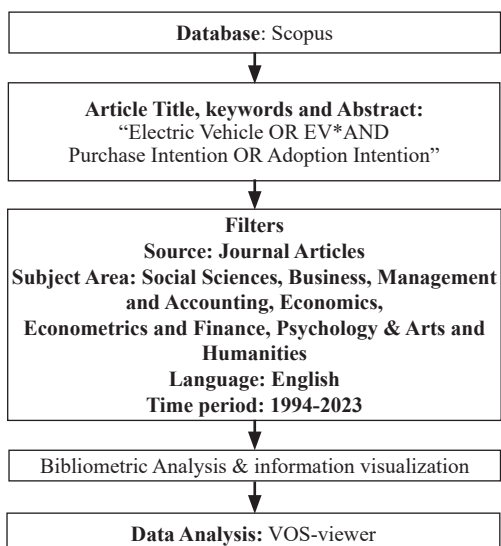 Database: Scopus
Article Title, keywords and Abstract:
“Electric Vehicle OR EV*AND
Purchase Intention OR Adoption Intention”
Filters
Source: Journal Articles
Subject Area: Social Sciences, Business, Management
and Accounting, Economics,
Econometrics and Finance, Psychology & Arts and
Humanities
Language: English
Time period: 1994-2023
Bibliometric Analysis & information visualization
Data Analysis: VOS-viewer